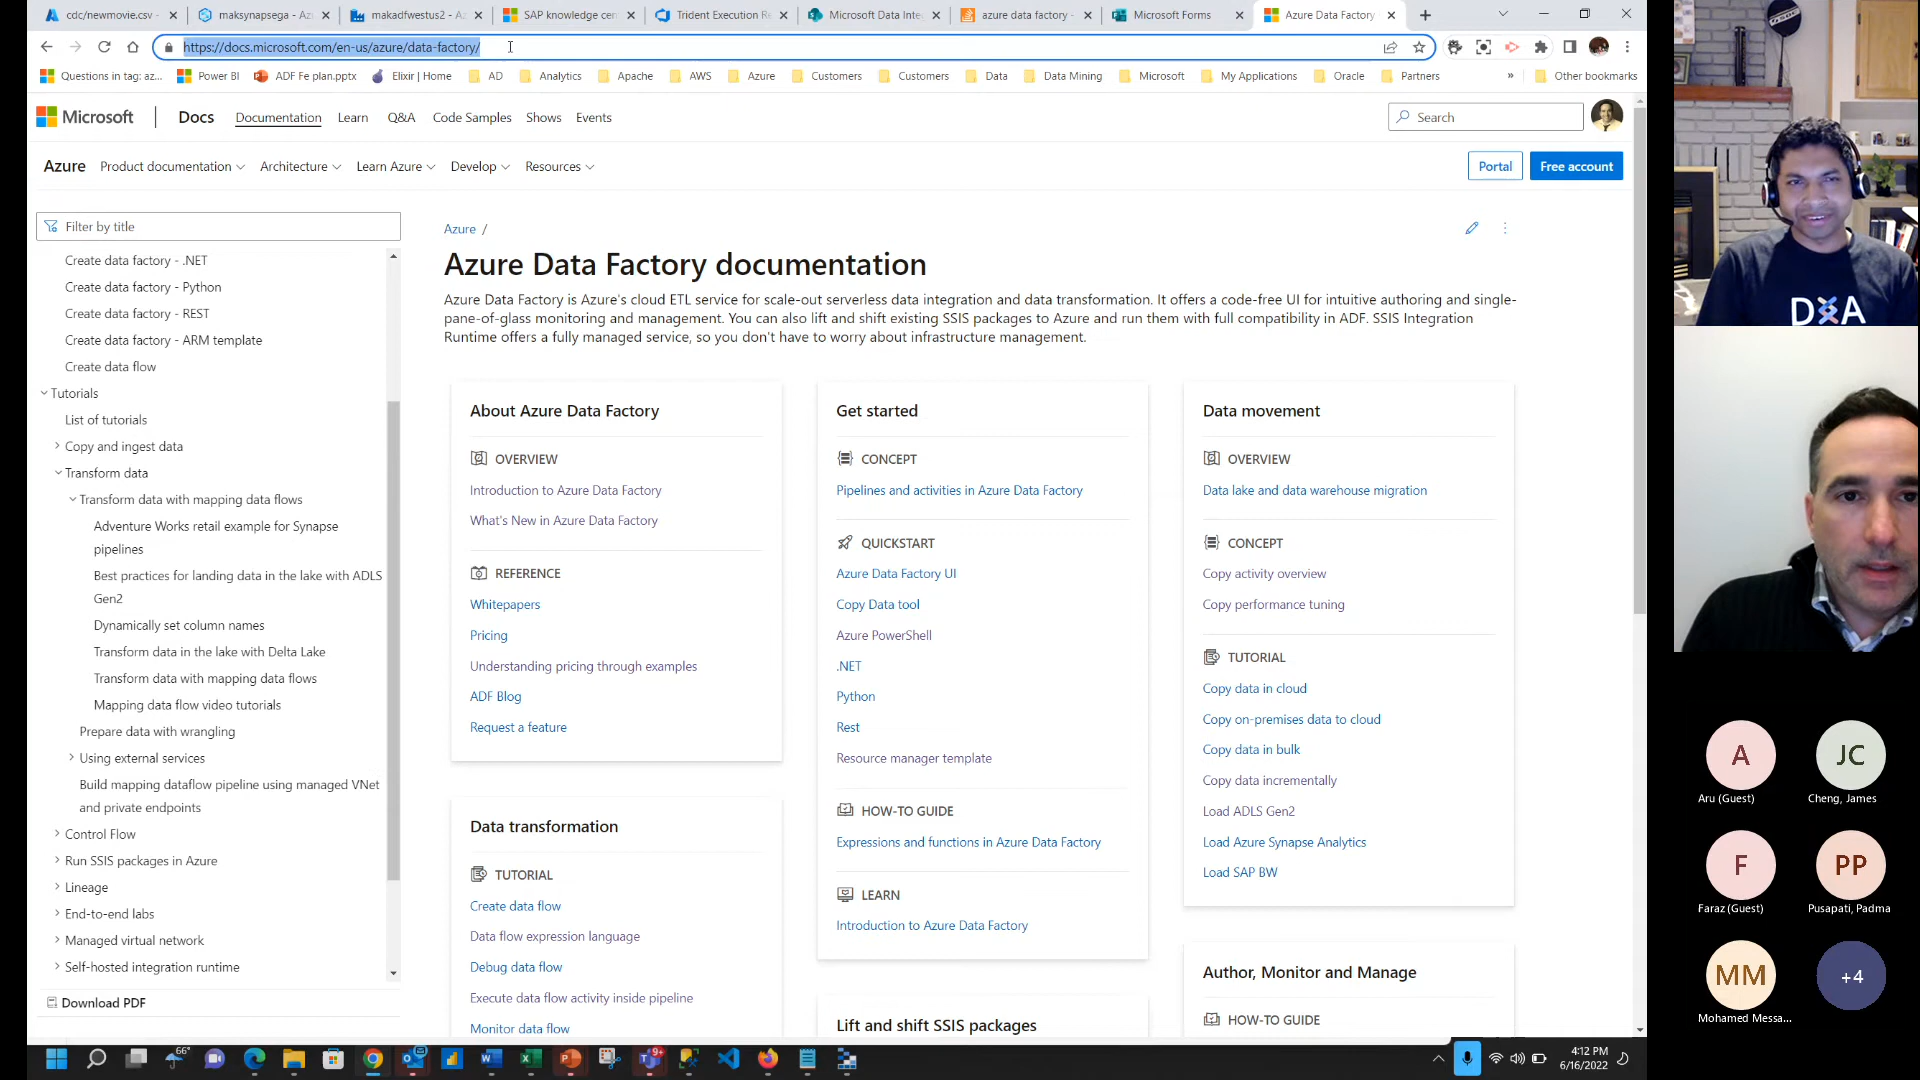 cdc/newmovie.csv -
maksynapsega - Az
makadfwestus2 - A
SAP knowledge cen
Trident Execution R
Microsoft Data Inte
azure data factory -
Microsoft Forms
Azure Data Factory
https://docs.microsoft.com/en-us/azure/data-factory/
Questions in tag: az...
Power BI
ADF Fe plan.pptx
Elixir | Home
AD
Analytics
Apache
AWS
Azure
Customers
Customers
Data
Data Mining
Microsoft
My Applications
Oracle
Partners
»
Other bookmarks
Microsoft
Docs
Documentation
Learn
Q&A
Code Samples
Shows
Events
Search
Azure
Product documentation
Architecture
Learn Azure
Develop
Resources
Portal
Free account
Filter by title
Create data factory - .NET
Create data factory - Python
Create data factory - REST
Create data factory - ARM template
Create data flow
Tutorials
List of tutorials
Copy and ingest data
Transform data
Transform data with mapping data flows
Adventure Works retail example for Synapse
pipelines
Best practices for landing data in the lake with ADLS
Gen2
Dynamically set column names
Transform data in the lake with Delta Lake
Transform data with mapping data flows
Mapping data flow video tutorials
Prepare data with wrangling
Using external services
Build mapping dataflow pipeline using managed VNet
and private endpoints
Control Flow
Run SSIS packages in Azure
Lineage
End-to-end labs
Managed virtual network
Self-hosted integration runtime
Download PDF
Azure /
Azure Data Factory documentation
Azure Data Factory is Azure's cloud ETL service for scale-out serverless data integration and data transformation. It offers a code-free UI for intuitive authoring and single-
pane-of-glass monitoring and management. You can also lift and shift existing SSIS packages to Azure and run them with full compatibility in ADF. SSIS Integration
Runtime offers a fully managed service, so you don't have to worry about infrastructure management.
About Azure Data Factory
OVERVIEW
Introduction to Azure Data Factory
What's New in Azure Data Factory
REFERENCE
Whitepapers
Pricing
Understanding pricing through examples
ADF Blog
Request a feature
Data transformation
TUTORIAL
Create data flow
Data flow expression language
Debug data flow
Execute data flow activity inside pipeline
Monitor data flow
Get started
CONCEPT
Pipelines and activities in Azure Data Factory
QUICKSTART
Azure Data Factory UI
Copy Data tool
Azure PowerShell
.NET
Python
Rest
Resource manager template
HOW-TO GUIDE
Expressions and functions in Azure Data Factory
LEARN
Introduction to Azure Data Factory
Lift and shift SSIS packages
Data movement
OVERVIEW
Data lake and data warehouse migration
CONCEPT
Copy activity overview
Copy performance tuning
TUTORIAL
Copy data in cloud
Copy on-premises data to cloud
Copy data in bulk
Copy data incrementally
Load ADLS Gen2
Load Azure Synapse Analytics
Load SAP BW
Author, Monitor and Manage
HOW-TO GUIDE
A
Aru (Guest)
JC
Cheng, James
F
Faraz (Guest)
PP
Pusapati, Padma
MM
Mohamed Messa...
+4
66°
9+
4:12 PM
6/16/2022